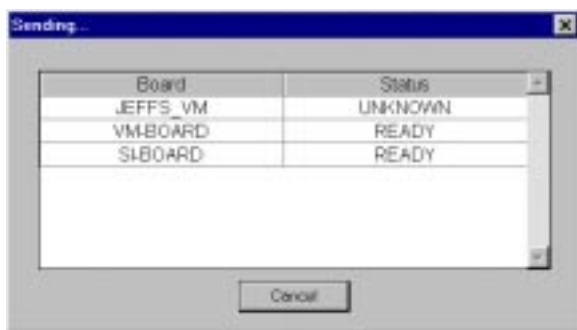 Sending...
Board Status
JEFFS_VM UNKNOWN
VM-BOARD READY
SI-BOARD READY
Cancel